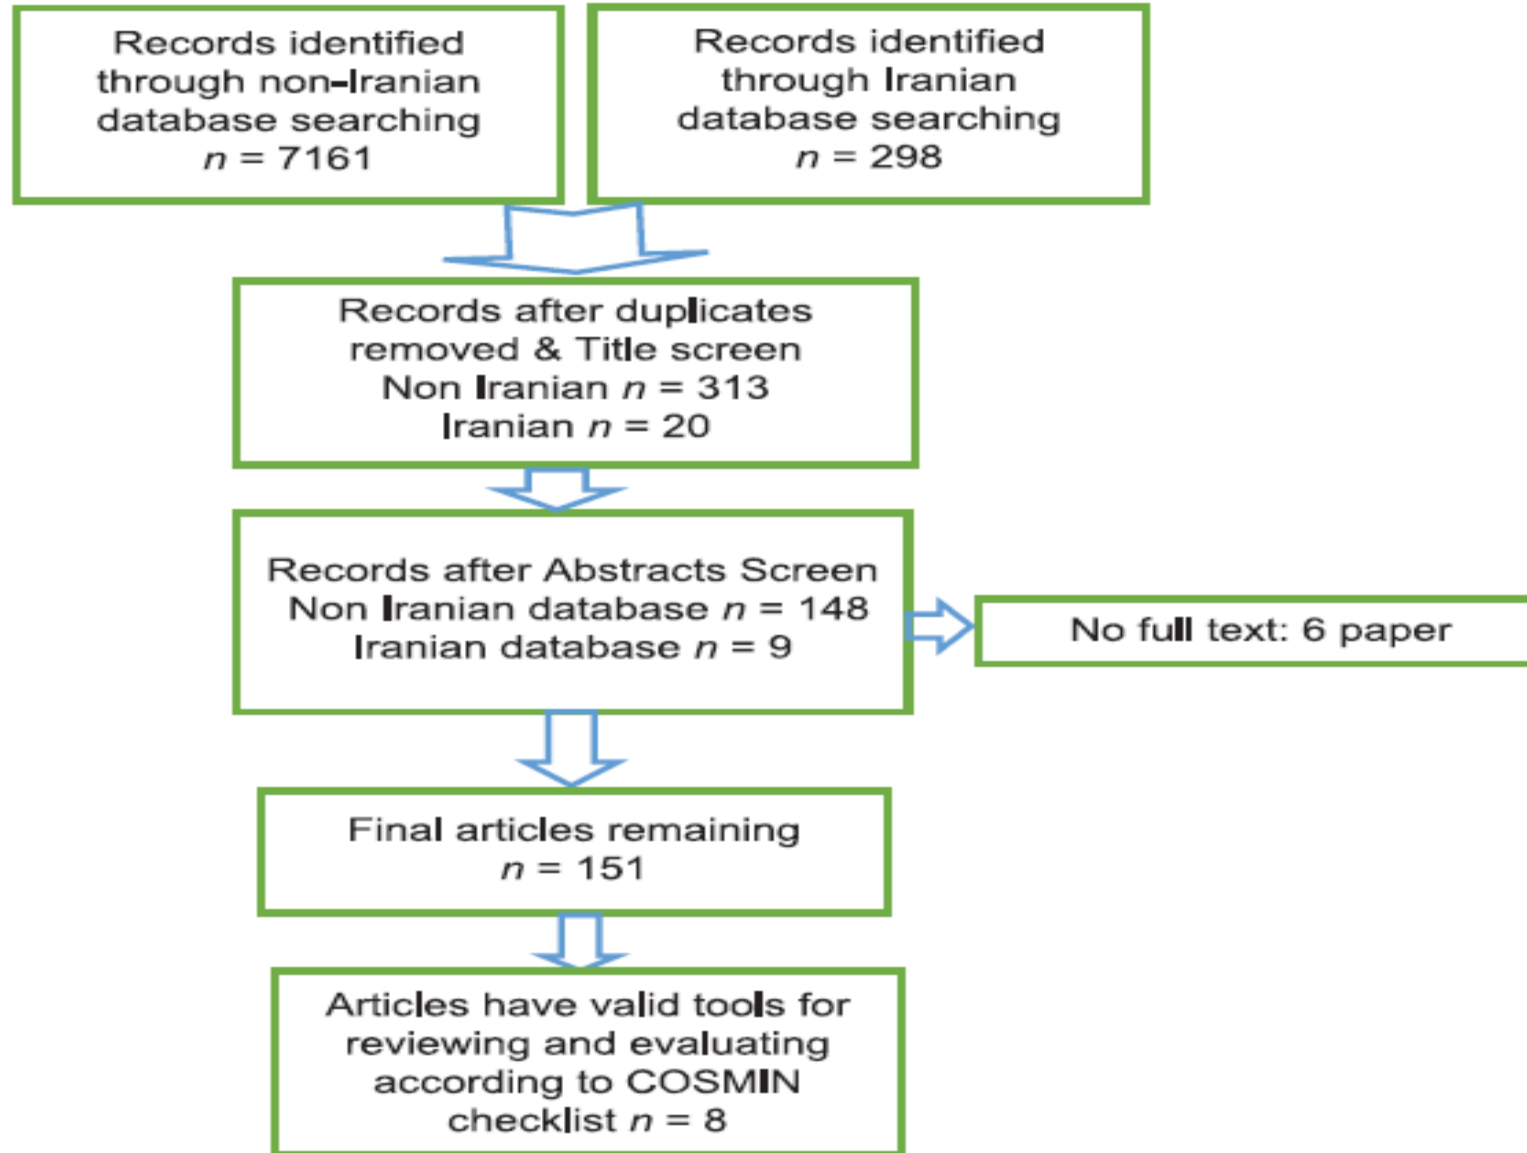 Records identified
through non-Iranian
database searching
n = 7161
Records identified
through Iranian
database searching
n = 298
Records after duplicates
removed & Title screen
Non Iranian n = 313
Iranian n = 20
Records after Abstracts Screen
Non Iranian database n = 148
Iranian database n = 9
No full text: 6 paper
Final articles remaining
n = 151
Articles have valid tools for
reviewing and evaluating
according to COSMIN
checklist n = 8